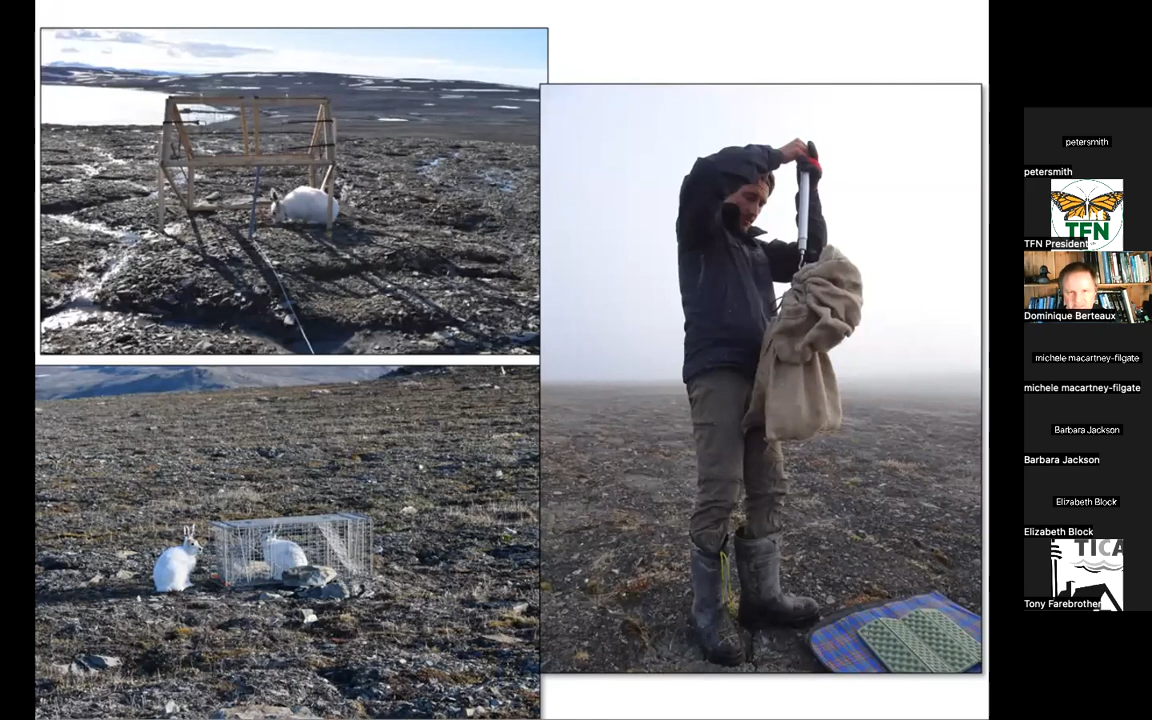 petersmith
petersmith
TFN
TFN President
Dominique Berteaux
michele macartney-filgate
michele macartney-filgate
Barbara Jackson
Barbara Jackson
Elizabeth Block
Elizabeth Block
TICA
Tony Farebrother